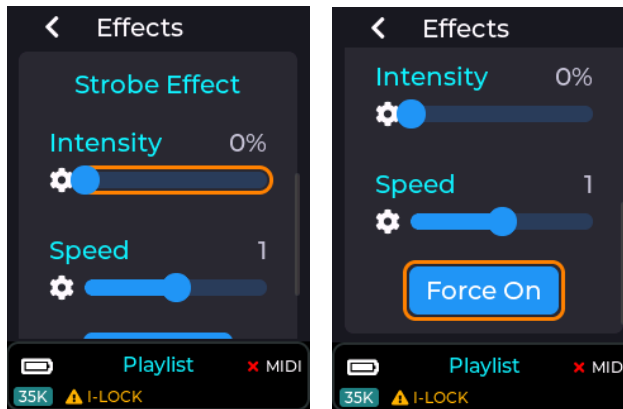 Effects
Strobe Effect
Intensity 0%
Speed 1
Playlist × MIDI
35K I-LOCK
Effects
Intensity 0%
Speed 1
Force On
Playlist × MID
35K I-LOCK